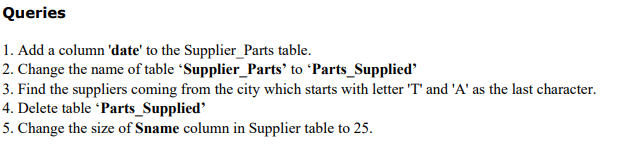 Queries
1. Add a column 'date' to the Supplier_Parts table.
2. Change the name of table ‘Supplier_Parts’ to ‘Parts_Supplied’
3. Find the suppliers coming from the city which starts with letter 'T' and 'A' as the last character.
4. Delete table ‘Parts_Supplied’
5. Change the size of Sname column in Supplier table to 25.